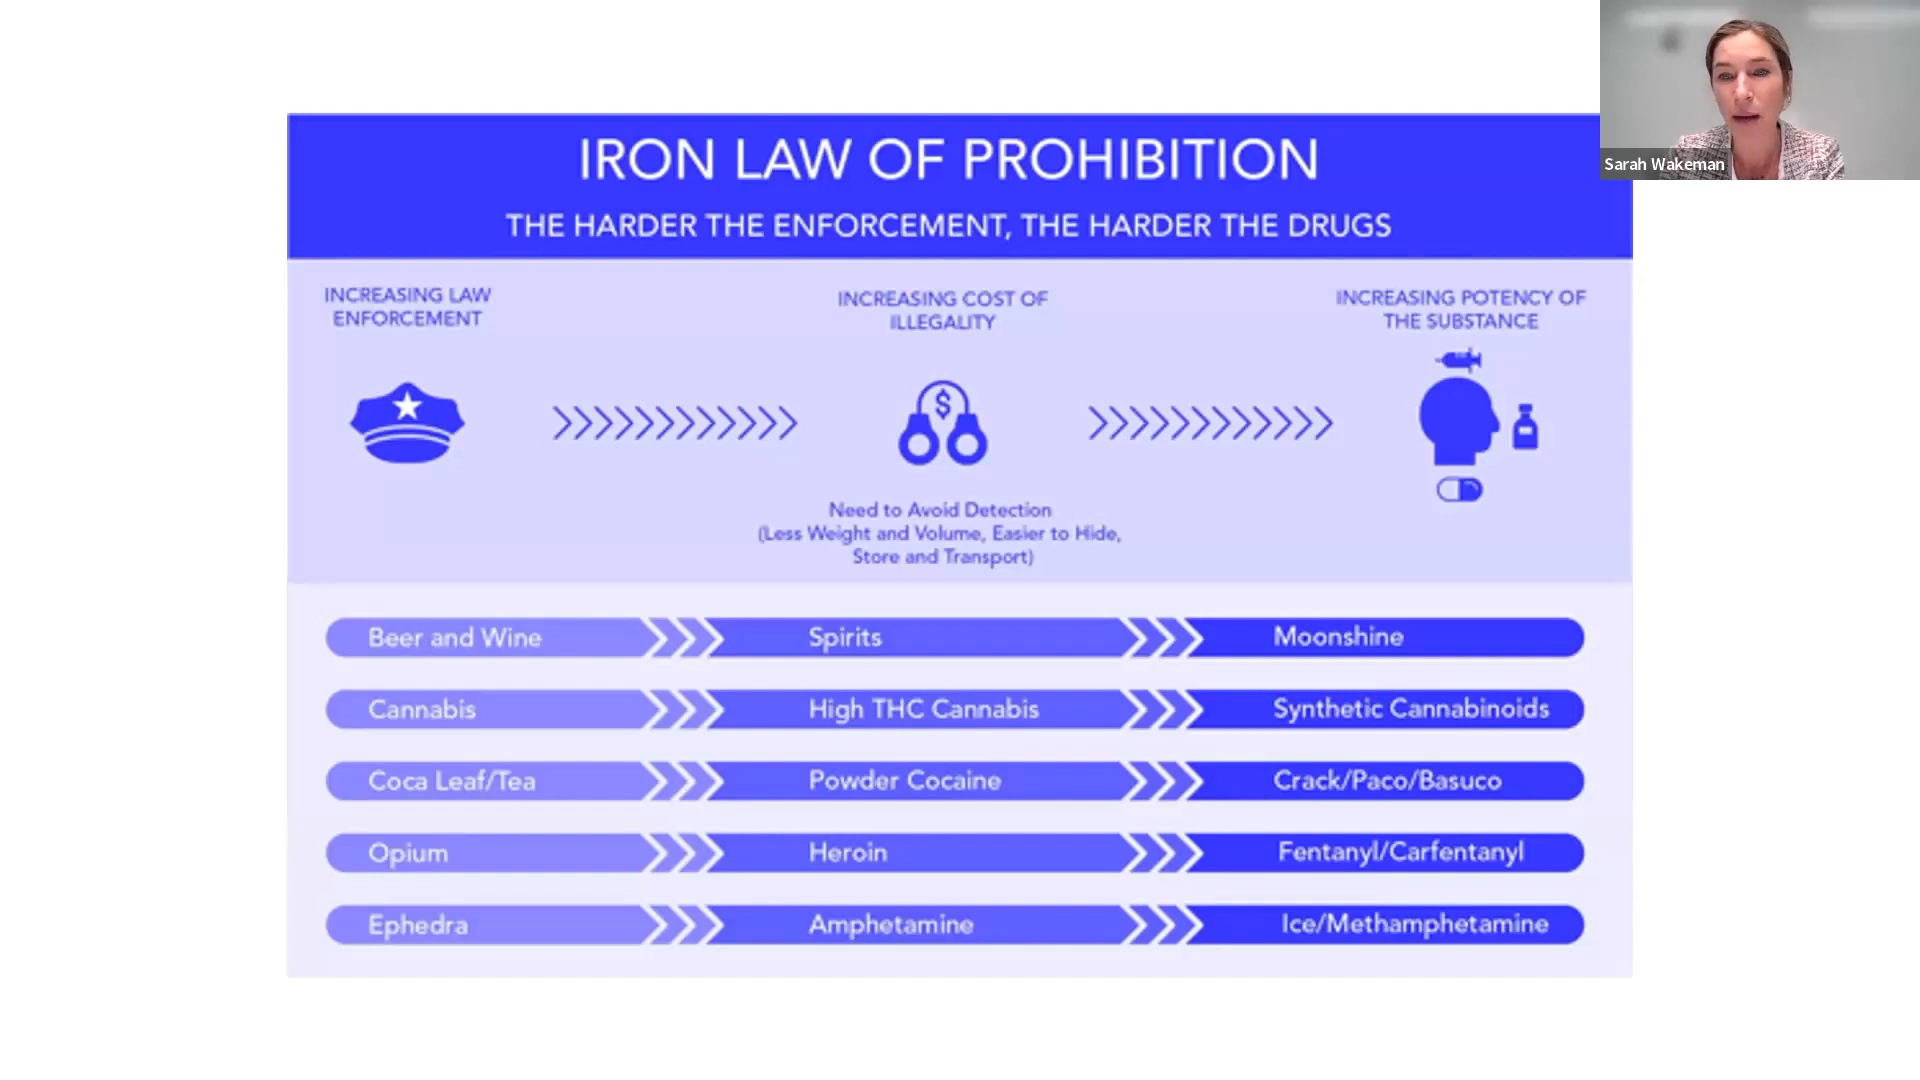 Sarah Wakeman
IRON LAW OF PROHIBITION
THE HARDER THE ENFORCEMENT, THE HARDER THE DRUGS
INCREASING LAW
ENFORCEMENT
INCREASING COST OF
ILLEGALITY
INCREASING POTENCY OF
THE SUBSTANCE
$
Need to Avoid Detection
(Less Weight and Volume, Easier to Hide,
Store and Transport)
Beer and Wine Spirits Moonshine
Cannabis High THC Cannabis Synthetic Cannabinoids
Coca Leaf/Tea Powder Cocaine Crack/Paco/Basuco
Opium Heroin Fentanyl/Carfentanyl
Ephedra Amphetamine Ice/Methamphetamine